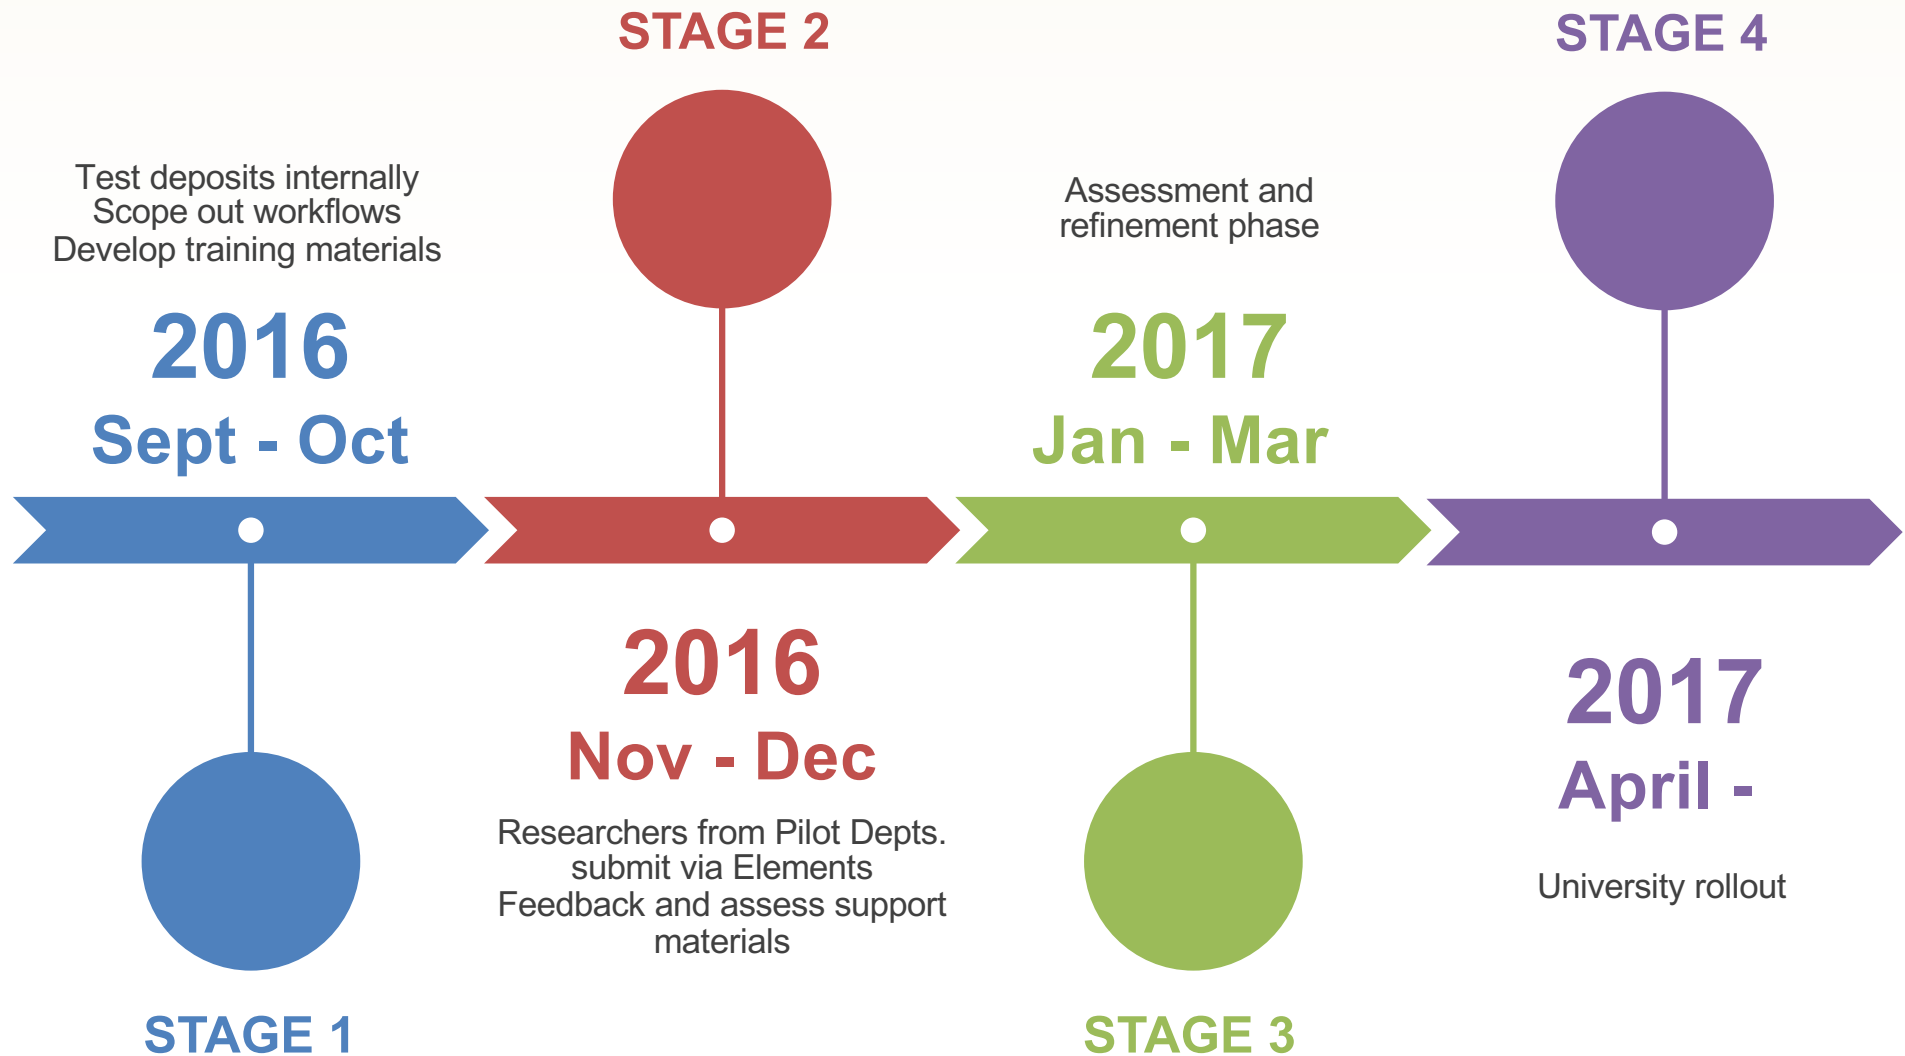 STAGE 1
2016
Sept - Oct
Test deposits internally
Scope out workflows
Develop training materials
STAGE 2
2016
Nov - Dec
Researchers from Pilot Depts.
submit via Elements
Feedback and assess support
materials
STAGE 3
2017
Jan - Mar
Assessment and
refinement phase
STAGE 4
2017
April -
University rollout